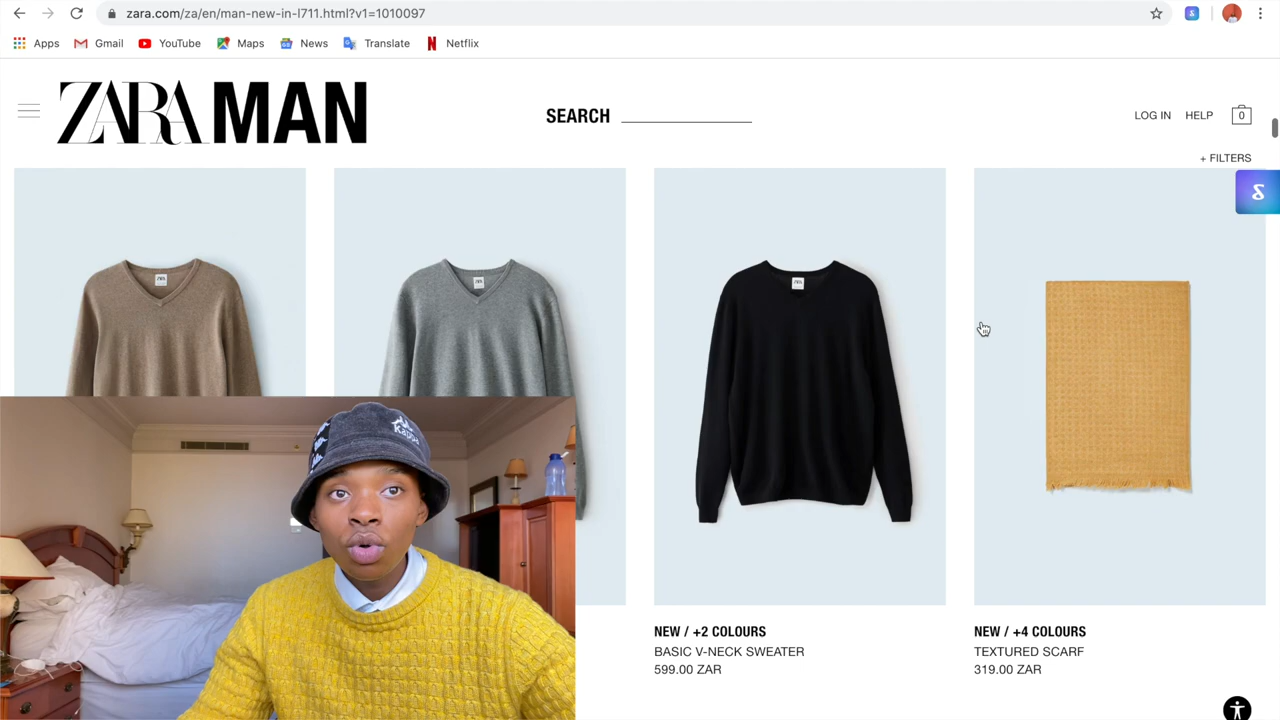 zara.com/za/en/man-new-in-l711.html?v1=1010097
Apps Gmail YouTube Maps News Translate Netflix
ZARA MAN
SEARCH
LOG IN HELP 0
+ FILTERS
Kappa
NEW / +2 COLOURS
BASIC V-NECK SWEATER
599.00 ZAR
NEW / +4 COLOURS
TEXTURED SCARF
319.00 ZAR